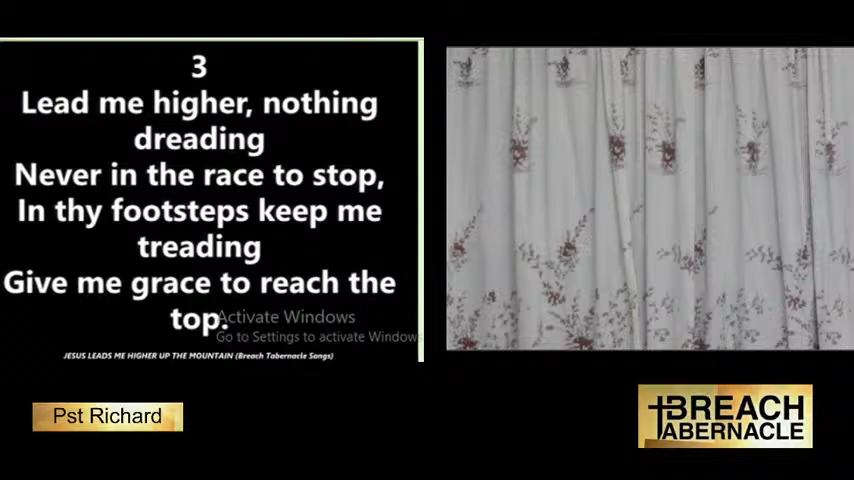 3
Lead me higher, nothing
dreading
Never in the race to stop,
In thy footsteps keep me
treading
Give me grace to reach the
top.
Activate Windows
Go to Settings to activate Windows
JESUS LEADS ME HIGHER UP THE MOUNTAIN (Breach Tabernacle Songs)
Pst Richard
BREACH
TABERNACLE